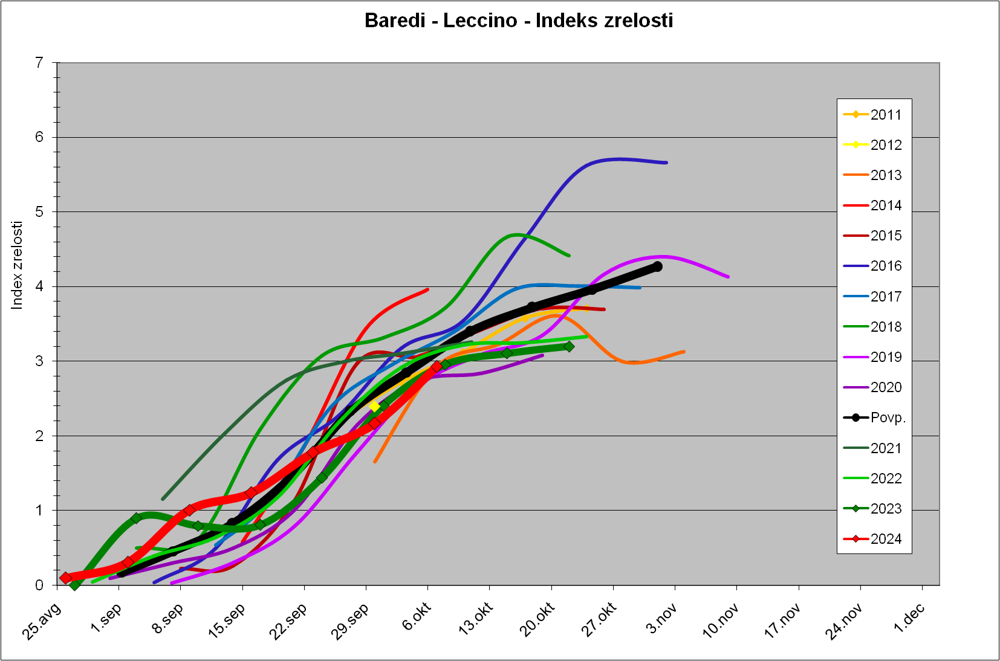 Baredi - Leccino - Indeks zrelosti
Index zrelosti
7
6
5
4
3
2
1
0
25.avg
1.sep
8.sep
15.sep
22.sep
29.sep
6.okt
13.okt
20.okt
27.okt
3.nov
10.nov
17.nov
24.nov
1.dec
2011
2012
2013
2014
2015
2016
2017
2018
2019
2020
Povp.
2021
2022
2023
2024